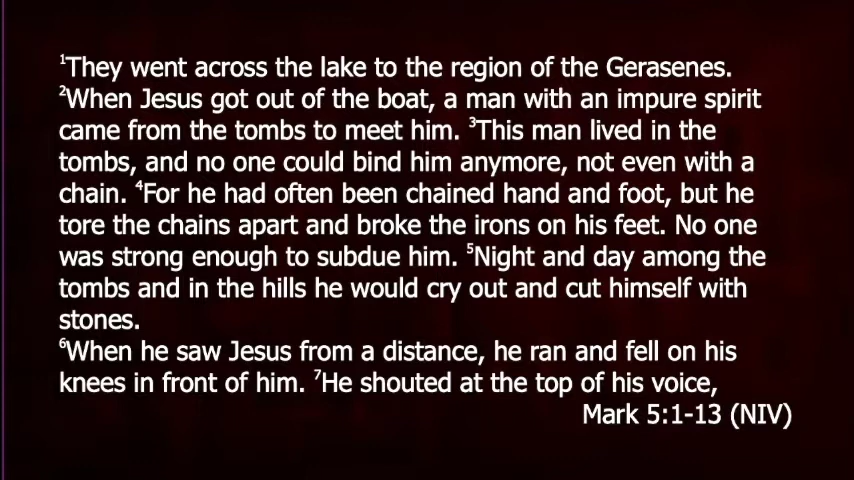 ¹They went across the lake to the region of the Gerasenes.
²When Jesus got out of the boat, a man with an impure spirit
came from the tombs to meet him. ³This man lived in the
tombs, and no one could bind him anymore, not even with a
chain. ⁴For he had often been chained hand and foot, but he
tore the chains apart and broke the irons on his feet. No one
was strong enough to subdue him. ⁵Night and day among the
tombs and in the hills he would cry out and cut himself with
stones.
⁶When he saw Jesus from a distance, he ran and fell on his
knees in front of him. ⁷He shouted at the top of his voice,
Mark 5:1-13 (NIV)